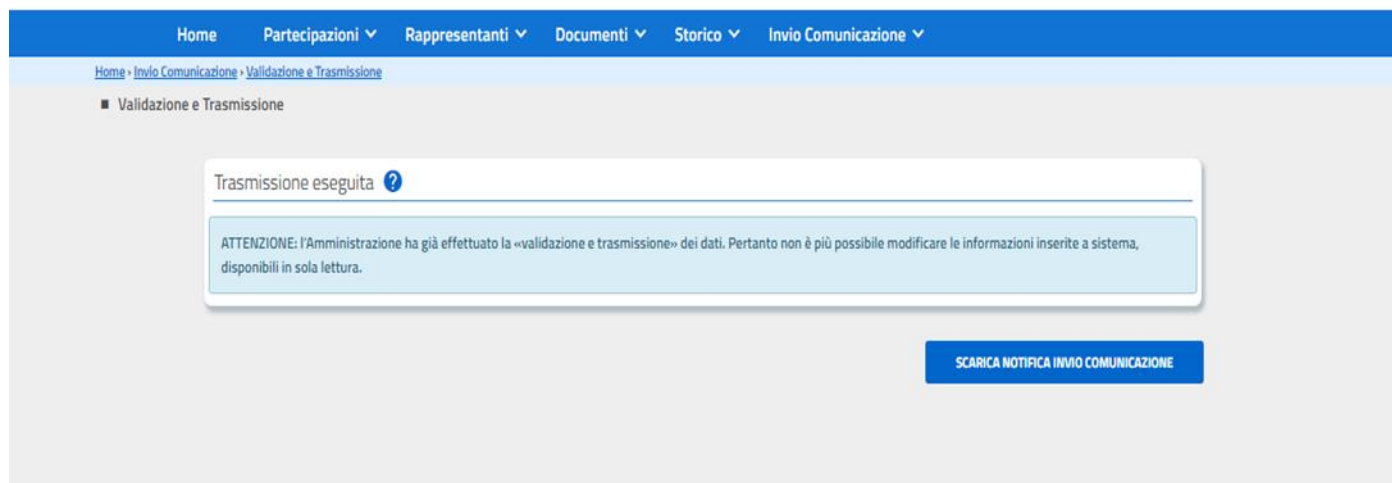 Home Partecipazioni Rappresentanti Documenti Storico Invio Comunicazione
Home › Invio Comunicazione › Validazione e Trasmissione
Validazione e Trasmissione
Trasmissione eseguita ?
ATTENZIONE: l'Amministrazione ha già effettuato la «validazione e trasmissione» dei dati. Pertanto non è più possibile modificare le informazioni inserite a sistema,
disponibili in sola lettura.
SCARICA NOTIFICA INVIO COMUNICAZIONE